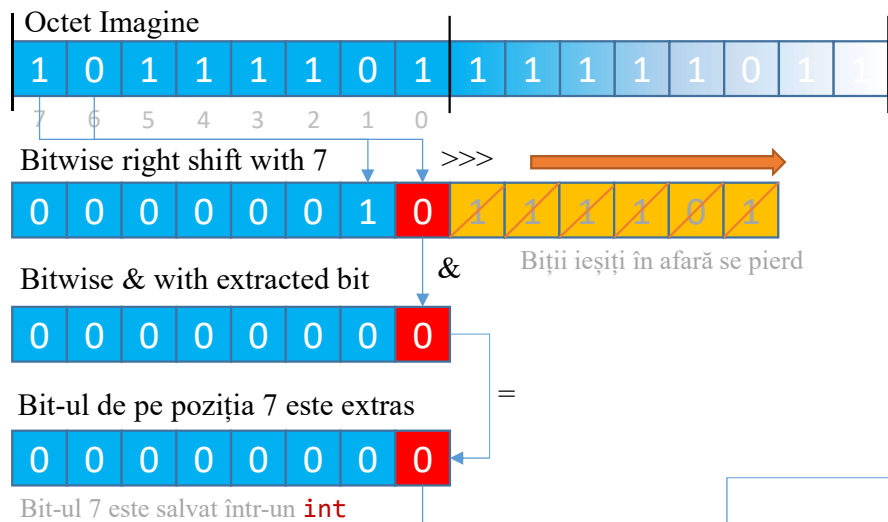 Octet Imagine
1 0 1 1 1 1 0 1 1 1 1 1 1 0 1 1
7 6 5 4 3 2 1 0
Bitwise right shift with 7 >>>
0 0 0 0 0 0 1 0 1 1 1 1 0 1
Biții ieșiți în afară se pierd
Bitwise & with extracted bit &
0 0 0 0 0 0 0 0
=
Bit-ul de pe poziția 7 este extras
0 0 0 0 0 0 0 0
Bit-ul 7 este salvat într-un int